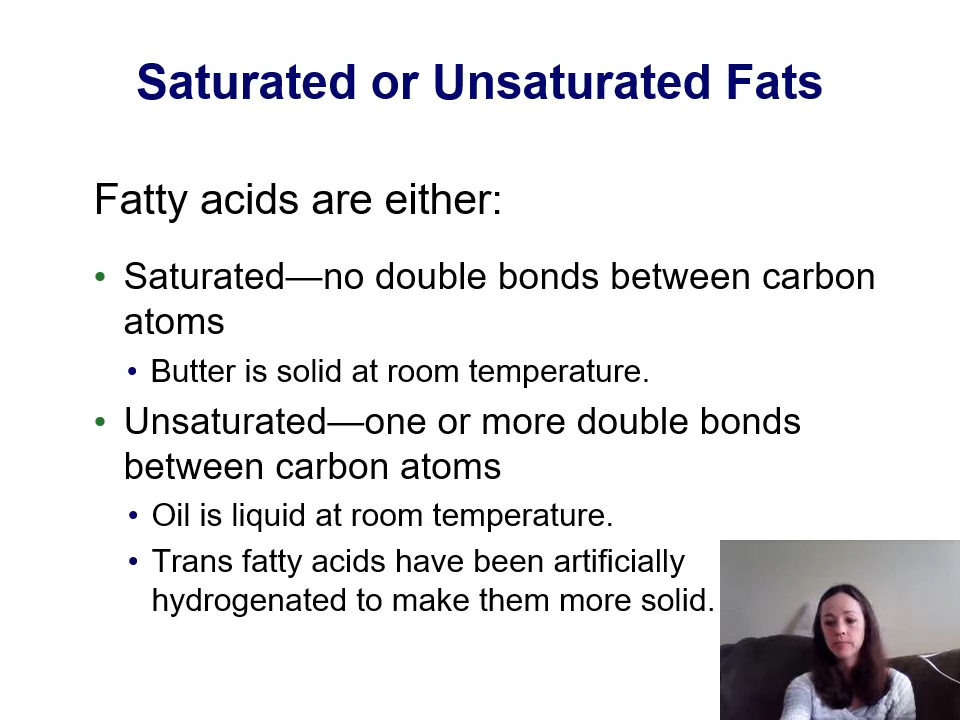 Saturated or Unsaturated Fats
Fatty acids are either:
• Saturated—no double bonds between carbon
atoms
• Butter is solid at room temperature.
• Unsaturated—one or more double bonds
between carbon atoms
• Oil is liquid at room temperature.
• Trans fatty acids have been artificially
hydrogenated to make them more solid.